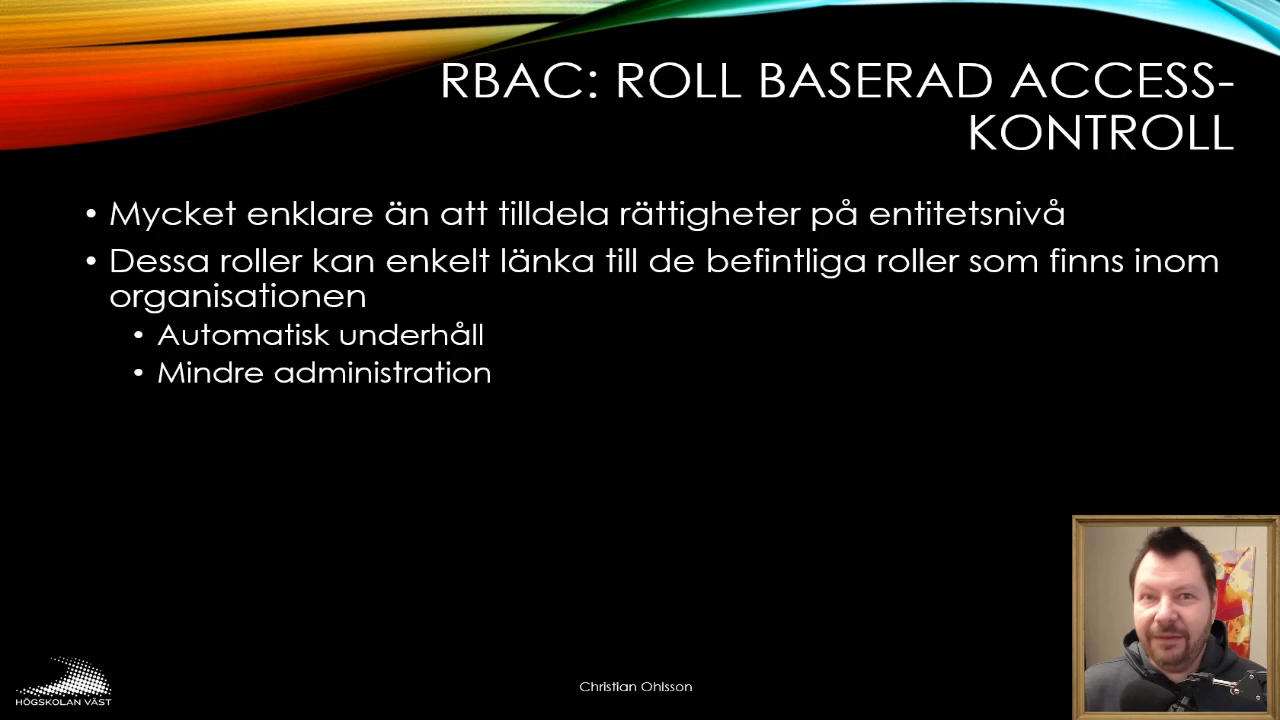 RBAC: ROLL BASERAD ACCESS-
KONTROLL
• Mycket enklare än att tilldela rättigheter på entitetsnivå
• Dessa roller kan enkelt länka till de befintliga roller som finns inom
organisationen
• Automatisk underhåll
• Mindre administration
HÖGSKOLAN VÄST
Christian Ohlsson